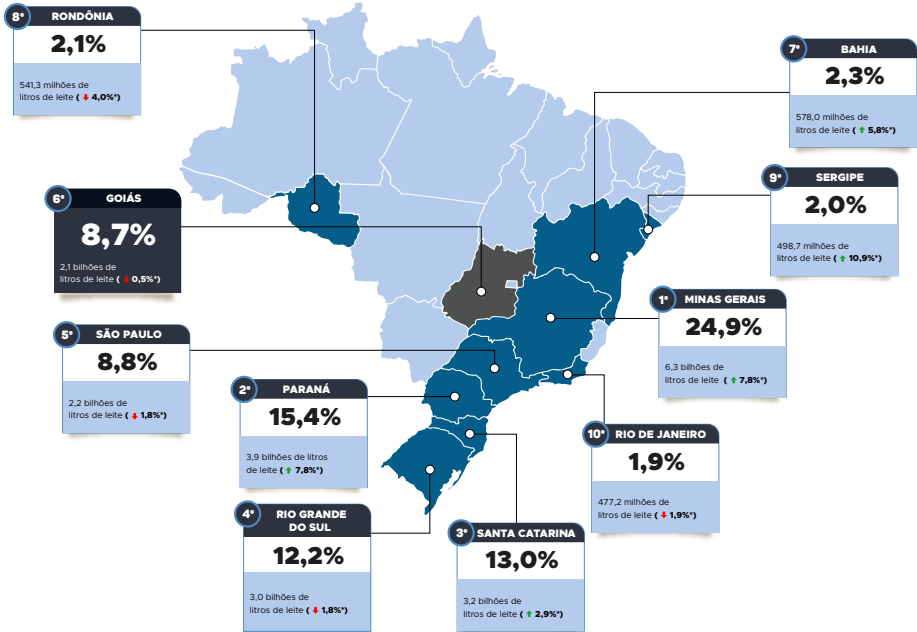 8º RONDÔNIA
2,1%
541,3 milhões de
litros de leite ( ↓ 4,0%*)
7º BAHIA
2,3%
578,0 milhões de
litros de leite ( ↑ 5,8%*)
6º GOIÁS
8,7%
2,1 bilhões de
litros de leite ( ↓ 0,5%*)
9º SERGIPE
2,0%
498,7 milhões de
litros de leite ( ↑ 10,9%*)
1º MINAS GERAIS
24,9%
6,3 bilhões de
litros de leite ( ↑ 7,8%*)
5º SÃO PAULO
8,8%
2,2 bilhões de
litros de leite ( ↓ 1,8%*)
2º PARANÁ
15,4%
3,9 bilhões de litros
de leite ( ↑ 7,8%*)
10º RIO DE JANEIRO
1,9%
477,2 milhões de
litros de leite ( ↓ 1,9%*)
4º RIO GRANDE
DO SUL
12,2%
3,0 bilhões de
litros de leite ( ↓ 1,8%*)
3º SANTA CATARINA
13,0%
3,2 bilhões de
litros de leite ( ↑ 2,9%*)